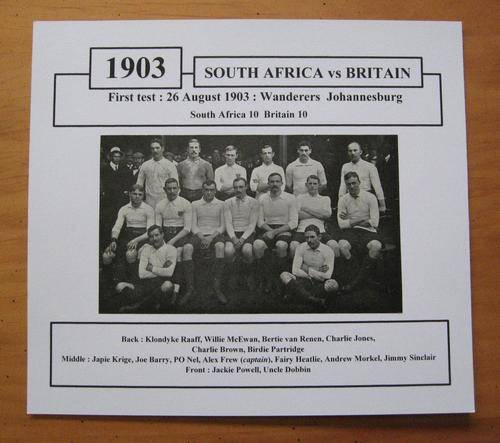 1903
SOUTH AFRICA vs BRITAIN
First test : 26 August 1903 : Wanderers Johannesburg
South Africa 10 Britain 10
Back : Klondyke Raaff, Willie McEwan, Bertie van Renen, Charlie Jones,
Charlie Brown, Birdie Partridge
Middle : Japie Krige, Joe Barry, PO Nel, Alex Frew (captain), Fairy Heatlie, Andrew Morkel, Jimmy Sinclair
Front : Jackie Powell, Uncle Dobbin